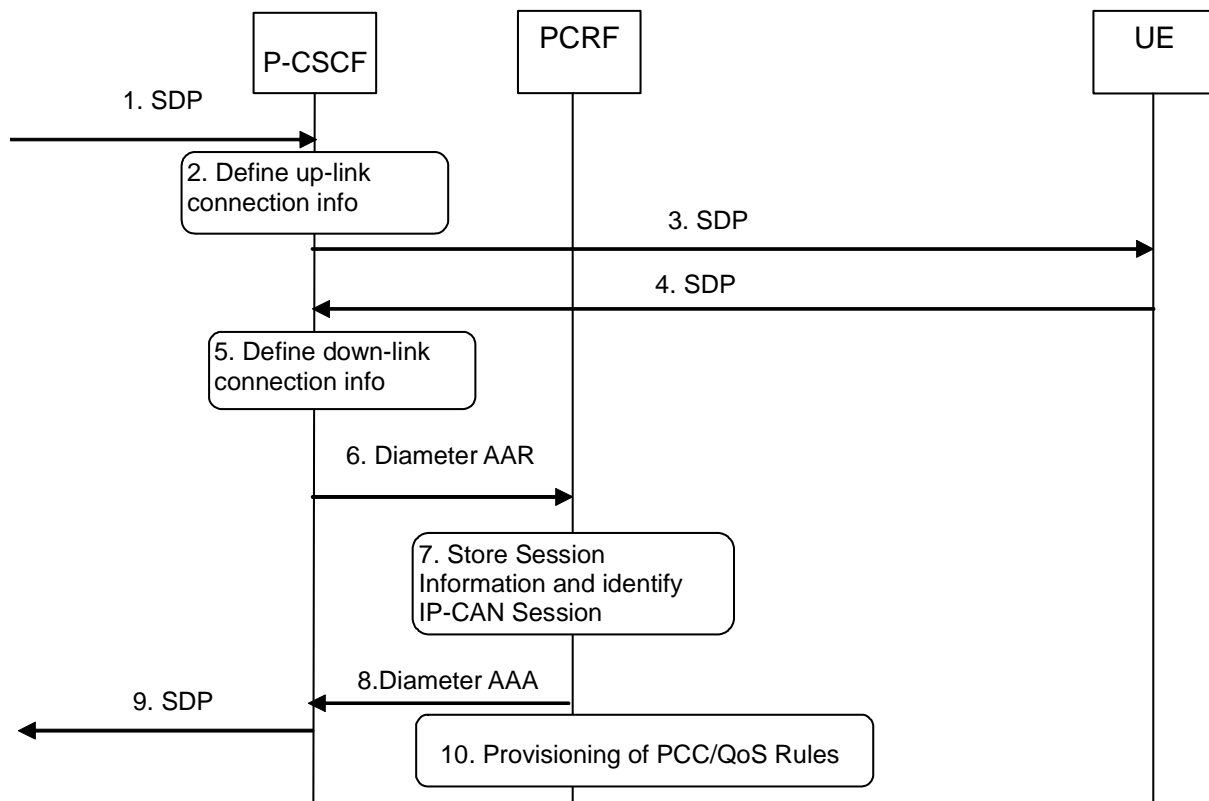 P-CSCF
PCRF
UE
1. SDP
2. Define up-link
connection info
3. SDP
4. SDP
5. Define down-link
connection info
6. Diameter AAR
7. Store Session
Information and identify
IP-CAN Session
8.Diameter AAA
9. SDP
10. Provisioning of PCC/QoS Rules